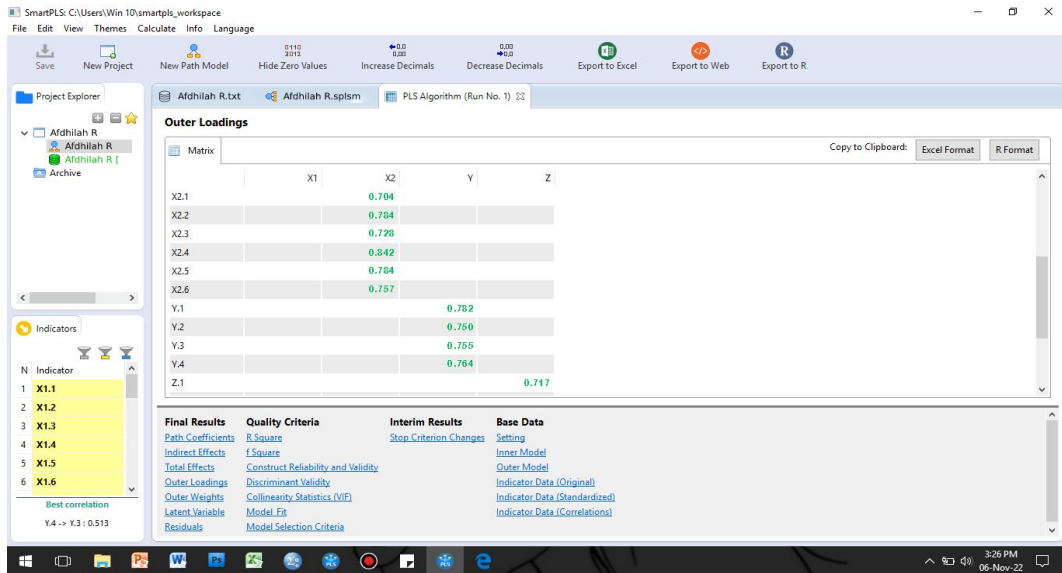 SmartPLS: C:\Users\Win 10\smartpls_workspace
File Edit View Themes Calculate Info Language
Save New Project New Path Model Hide Zero Values Increase Decimals Decrease Decimals Export to Excel Export to Web Export to R
Project Explorer
Afdhilah R
Afdhilah R
Afdhilah R [
Archive
Indicators
N Indicator
1 X1.1
2 X1.2
3 X1.3
4 X1.4
5 X1.5
6 X1.6
Best correlation
Y.4 -> Y.3 : 0.513
Afdhilah R.txt Afdhilah R.splsm PLS Algorithm (Run No. 1)
Outer Loadings
Matrix Copy to Clipboard: Excel Format R Format
X1 X2 Y Z
X2.1 0.704
X2.2 0.784
X2.3 0.728
X2.4 0.842
X2.5 0.784
X2.6 0.757
Y.1 0.782
Y.2 0.750
Y.3 0.755
Y.4 0.764
Z.1 0.717
Final Results Quality Criteria Interim Results Base Data
Path Coefficients R Square Stop Criterion Changes Setting
Indirect Effects f Square Inner Model
Total Effects Construct Reliability and Validity Outer Model
Outer Loadings Discriminant Validity Indicator Data (Original)
Outer Weights Collinearity Statistics (VIF) Indicator Data (Standardized)
Latent Variable Model Fit Indicator Data (Correlations)
Residuals Model Selection Criteria
3:26 PM
06-Nov-22